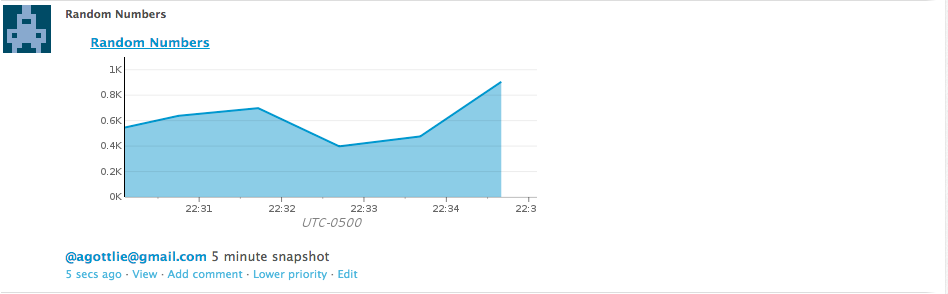 Random Numbers
Random Numbers
1K
0.8K
0.6K
0.4K
0.2K
0K
22:31 22:32 22:33 22:34 22:3
UTC-0500
@agottlie@gmail.com 5 minute snapshot
5 secs ago · View · Add comment · Lower priority · Edit